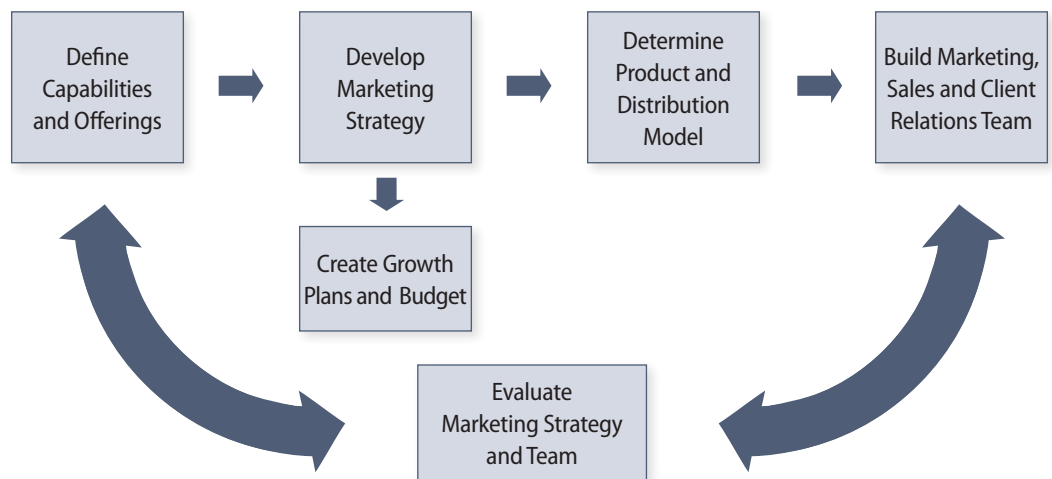 Define
Capabilities
and Offerings
Develop
Marketing
Strategy
Determine
Product and
Distribution
Model
Build Marketing,
Sales and Client
Relations Team
Create Growth
Plans and Budget
Evaluate
Marketing Strategy
and Team